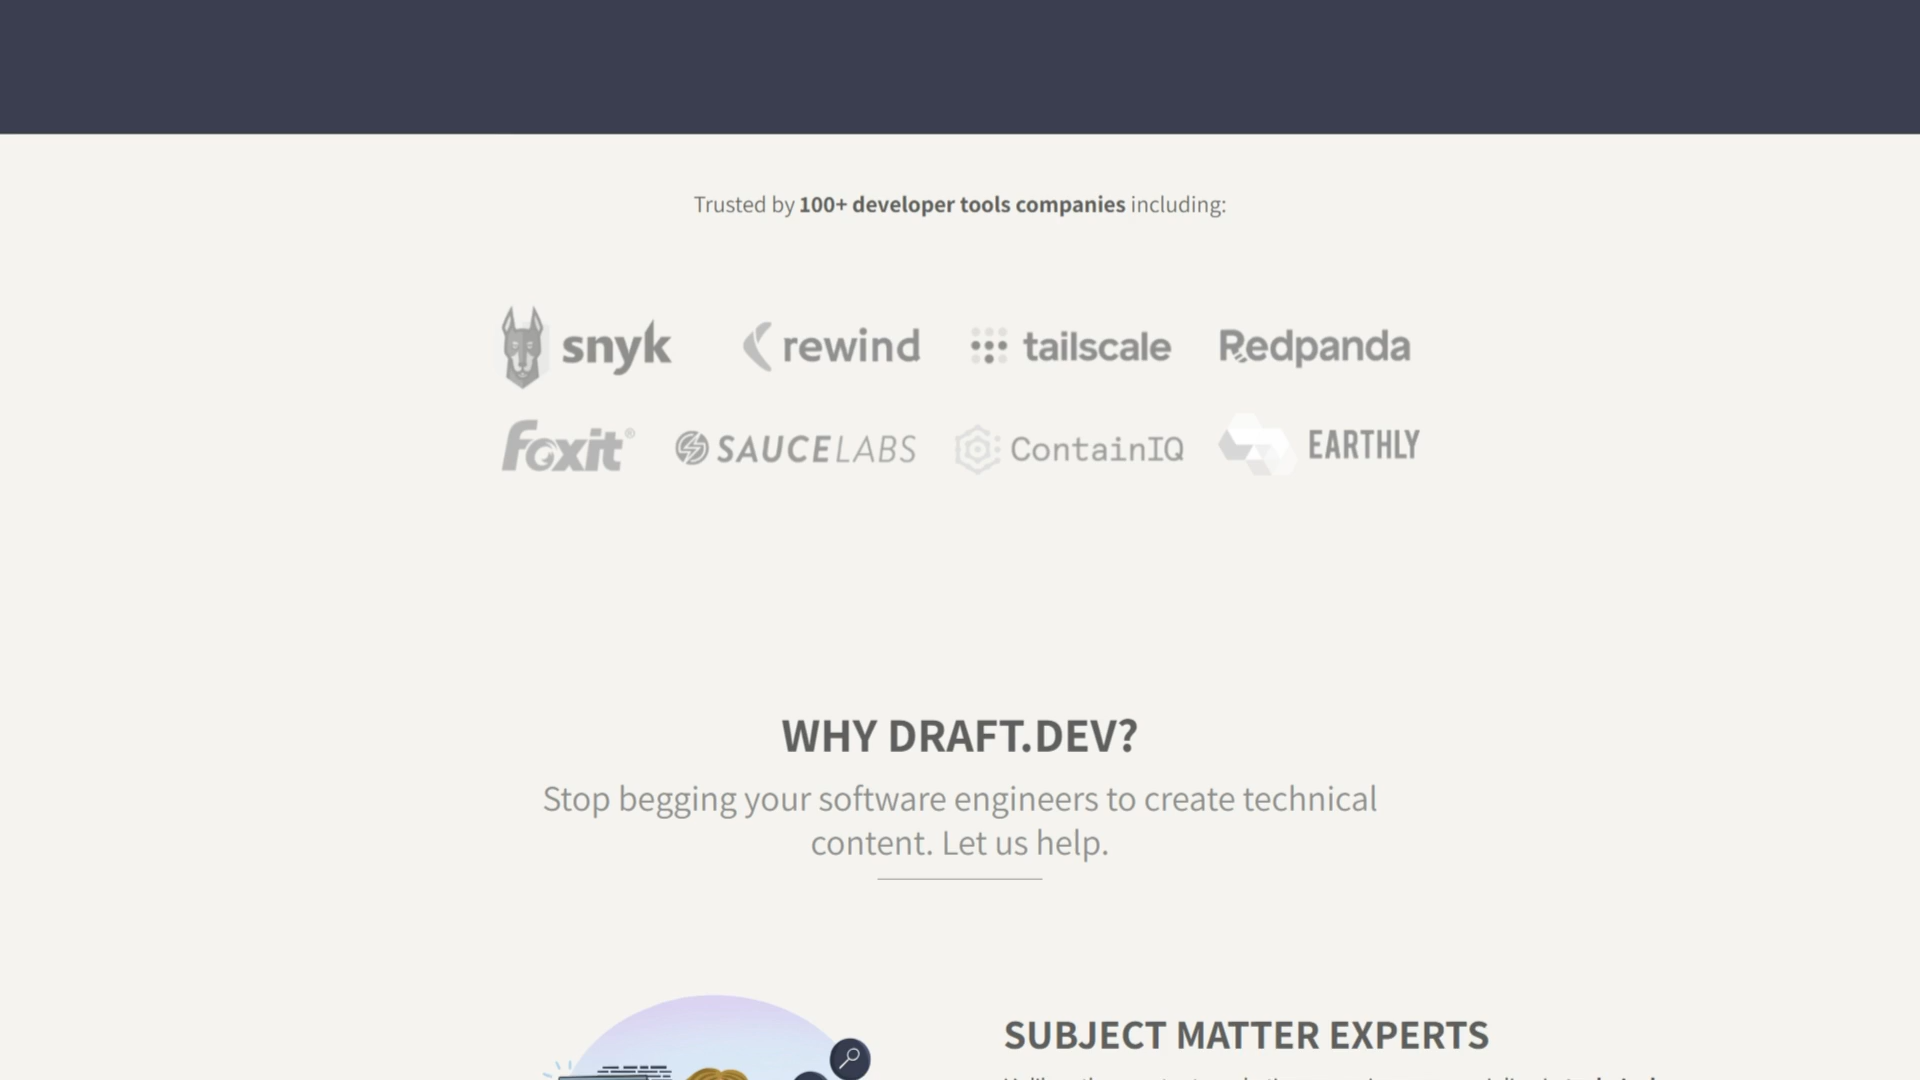 Trusted by 100+ developer tools companies including:
snyk rewind tailscale Redpanda
foxit® SAUCELABS ContainIQ EARTHLY
WHY DRAFT.DEV?
Stop begging your software engineers to create technical
content. Let us help.
SUBJECT MATTER EXPERTS